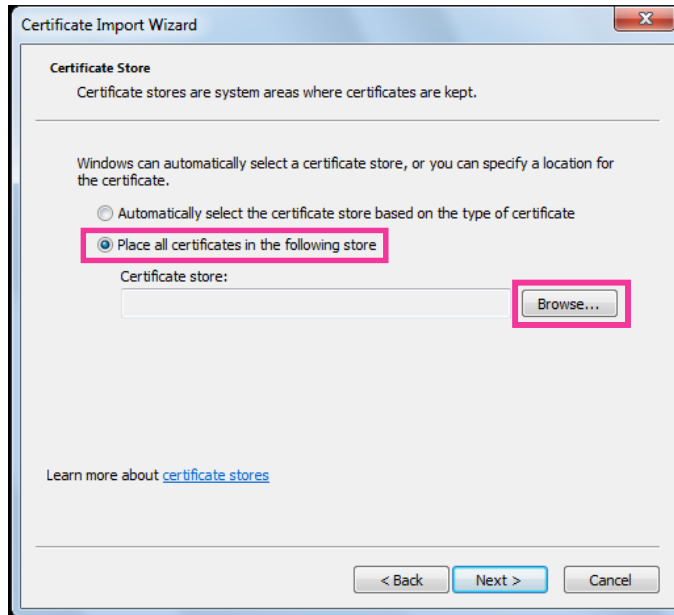 Certificate Import Wizard
Certificate Store
Certificate stores are system areas where certificates are kept.
Windows can automatically select a certificate store, or you can specify a location for
the certificate.
Automatically select the certificate store based on the type of certificate
Place all certificates in the following store
Certificate store:
Browse...
Learn more about certificate stores
< Back Next > Cancel